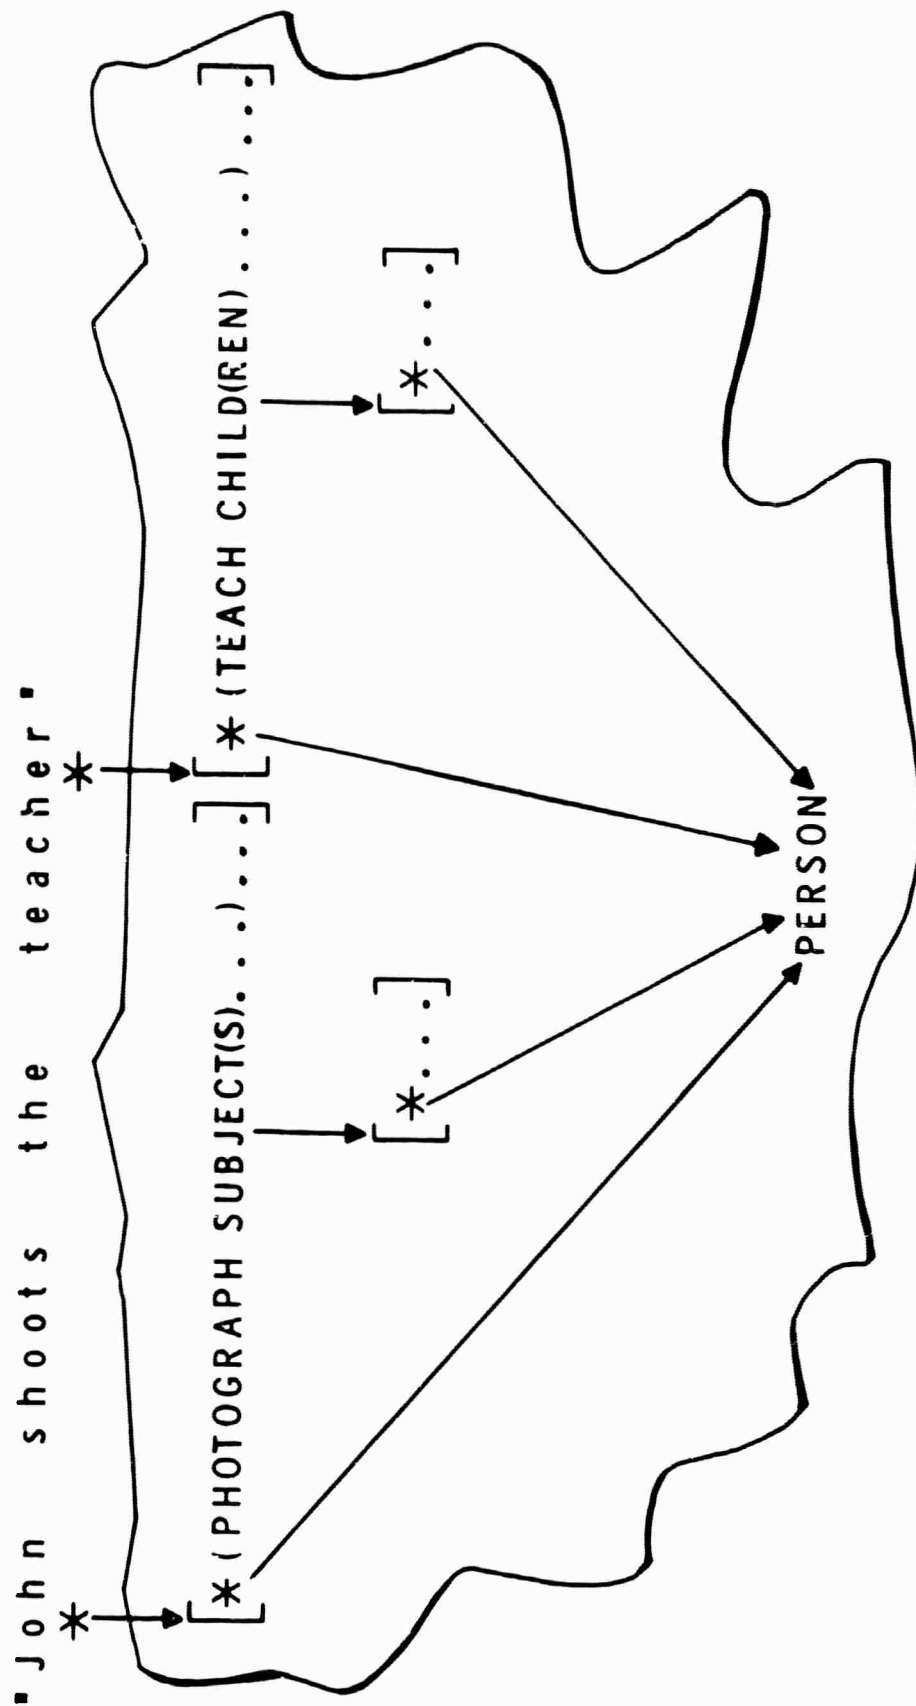 "John shoots the teacher"
* *
[*(PHOTOGRAPH SUBJECT(S). . .). . .] [*(TEACH CHILD(REN). . . .) . . .]
[*. . . .] [*. . . .]
PERSON